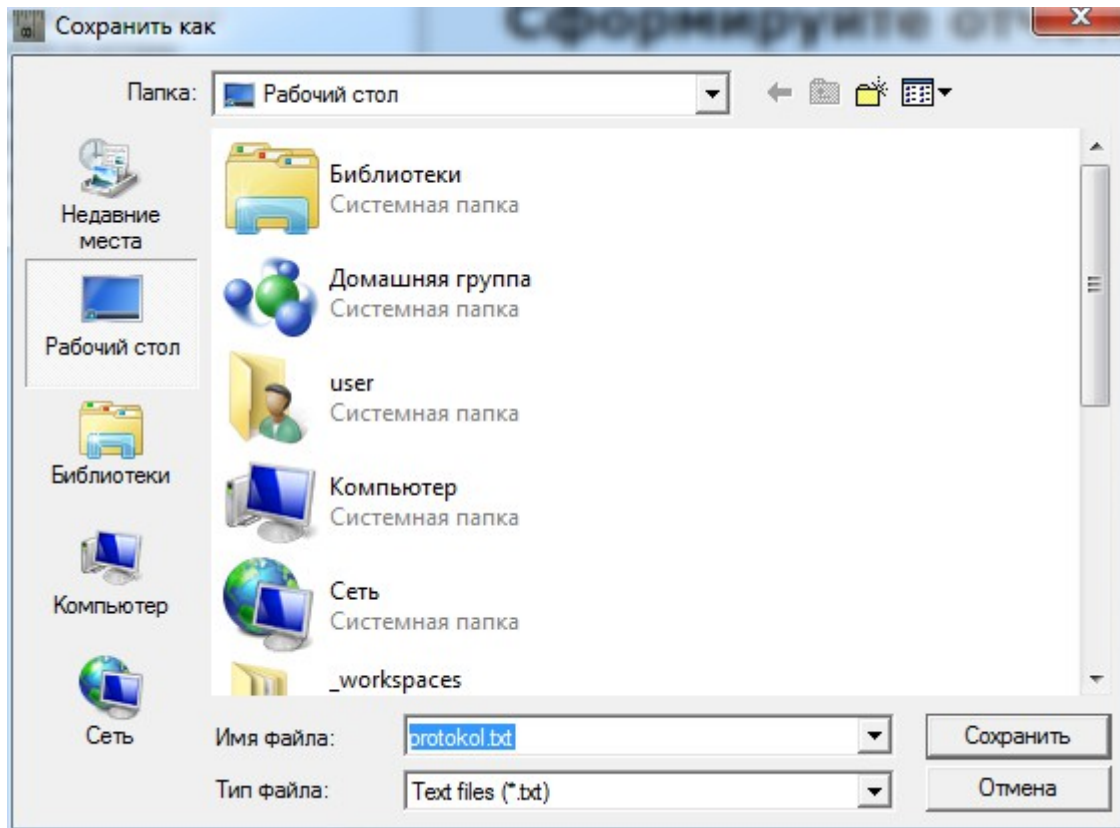 Сохранить как
Сформируйте
Папка:
Рабочий стол
Недавние
места
Рабочий стол
Библиотеки
Компьютер
Сеть
Библиотеки
Системная папка
Домашняя группа
Системная папка
user
Системная папка
Компьютер
Системная папка
Сеть
Системная папка
_workspaces
Имя файла:
protokol.txt
Сохранить
Тип файла:
Text files (*.txt)
Отмена